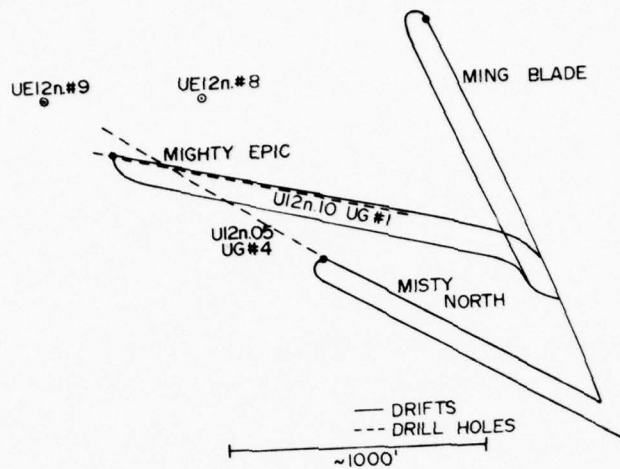 MING BLADE
UE12n.#9
UE12n.#8
MIGHTY EPIC
U12n.10 UG #1
U12n.05
UG#4
MISTY
NORTH
DRIFTS
DRILL HOLES
~1000'